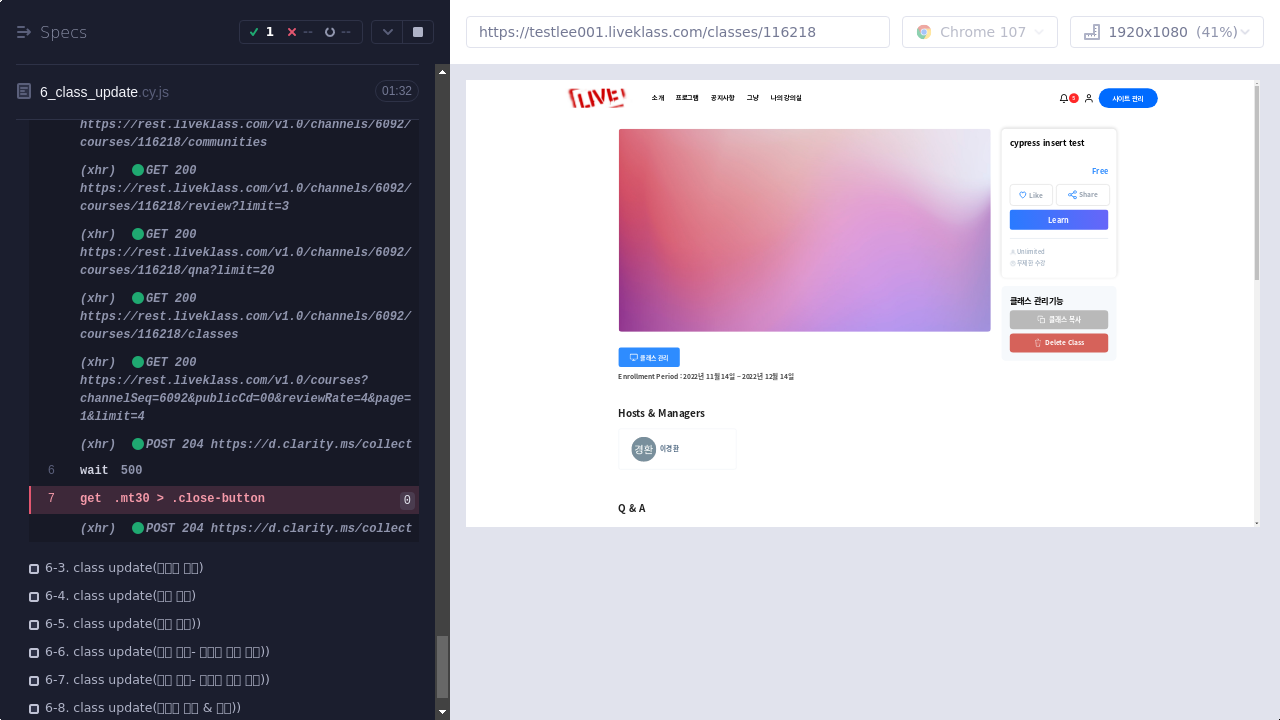 Specs
1
--
--
https://testlee001.liveklass.com/classes/116218
Chrome 107
1920x1080 (41%)
6_class_update.cy.js
01:32
https://rest.liveklass.com/v1.0/channels/6092/
courses/116218/communities
(xhr) GET 200
https://rest.liveklass.com/v1.0/channels/6092/
courses/116218/review?limit=3
(xhr) GET 200
https://rest.liveklass.com/v1.0/channels/6092/
courses/116218/qna?limit=20
(xhr) GET 200
https://rest.liveklass.com/v1.0/channels/6092/
courses/116218/classes
(xhr) GET 200
https://rest.liveklass.com/v1.0/courses?
channelSeq=6092&publicCd=00&reviewRate=4&page=
1&limit=4
(xhr) POST 204 https://d.clarity.ms/collect
6 wait 500
7 get .mt30 > .close-button 0
(xhr) POST 204 https://d.clarity.ms/collect
6-3. class update(□□□ □□)
6-4. class update(□□ □□)
6-5. class update(□□ □□))
6-6. class update(□□ □□- □□□ □□ □□))
6-7. class update(□□ □□- □□□ □□ □□))
6-8. class update(□□□ □□ & □□))
LIVE!
소개 프로그램 공지사항 그냥 나의 강의실
사이트 관리
cypress insert test
Free
Like
Share
Learn
Unlimited
무제한 수강
클래스 관리 기능
클래스 복사
Delete Class
클래스 관리
Enrollment Period : 2022년 11월 14일 ~ 2022년 12월 14일
Hosts & Managers
경환
이경환
Q & A